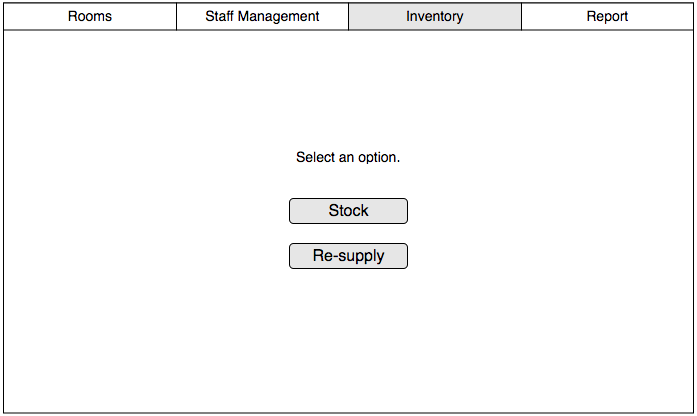 Rooms Staff Management Inventory Report
Select an option.
Stock
Re-supply